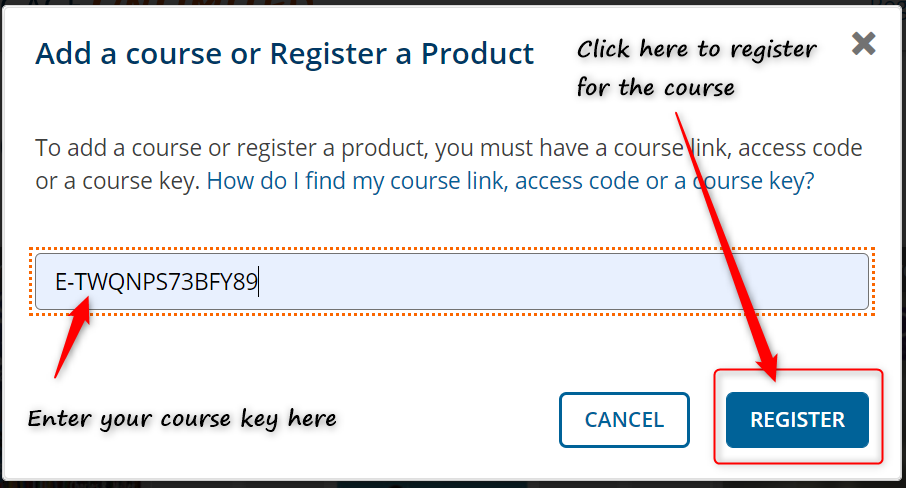 Add a course or Register a Product
Click here to register
for the course
To add a course or register a product, you must have a course link, access code
or a course key. How do I find my course link, access code or a course key?
E-TWQNPS73BFY89
Enter your course key here
CANCEL
REGISTER